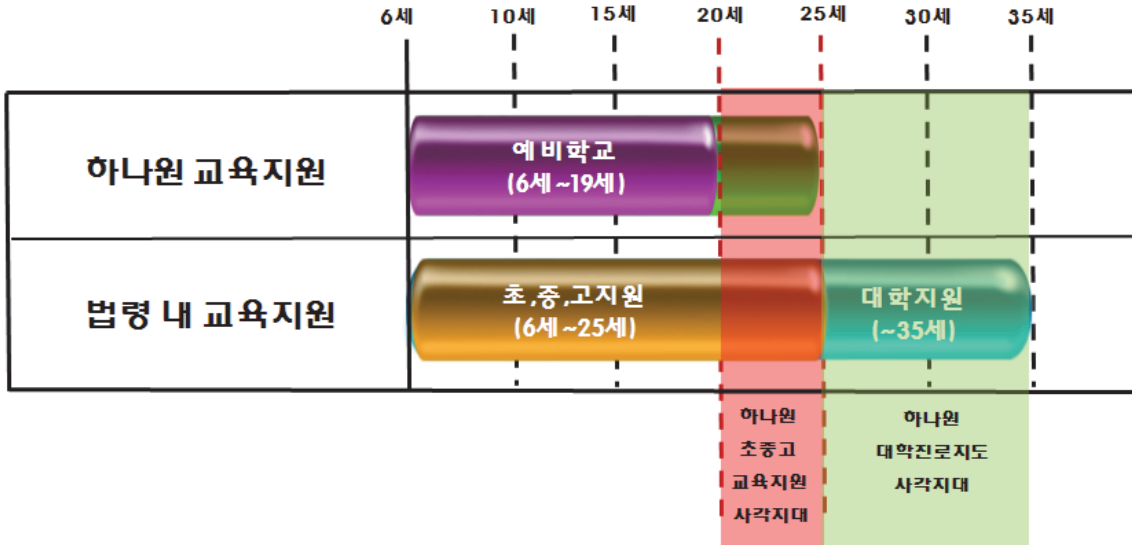 6세 10세 15세 20세 25세 30세 35세
하나원 교육지원
예비학교
(6세~19세)
법령 내 교육지원
초,중,고지원
(6세~25세)
대학지원
(~35세)
하나원
초중고
교육지원
사각지대
하나원
대학진로지도
사각지대